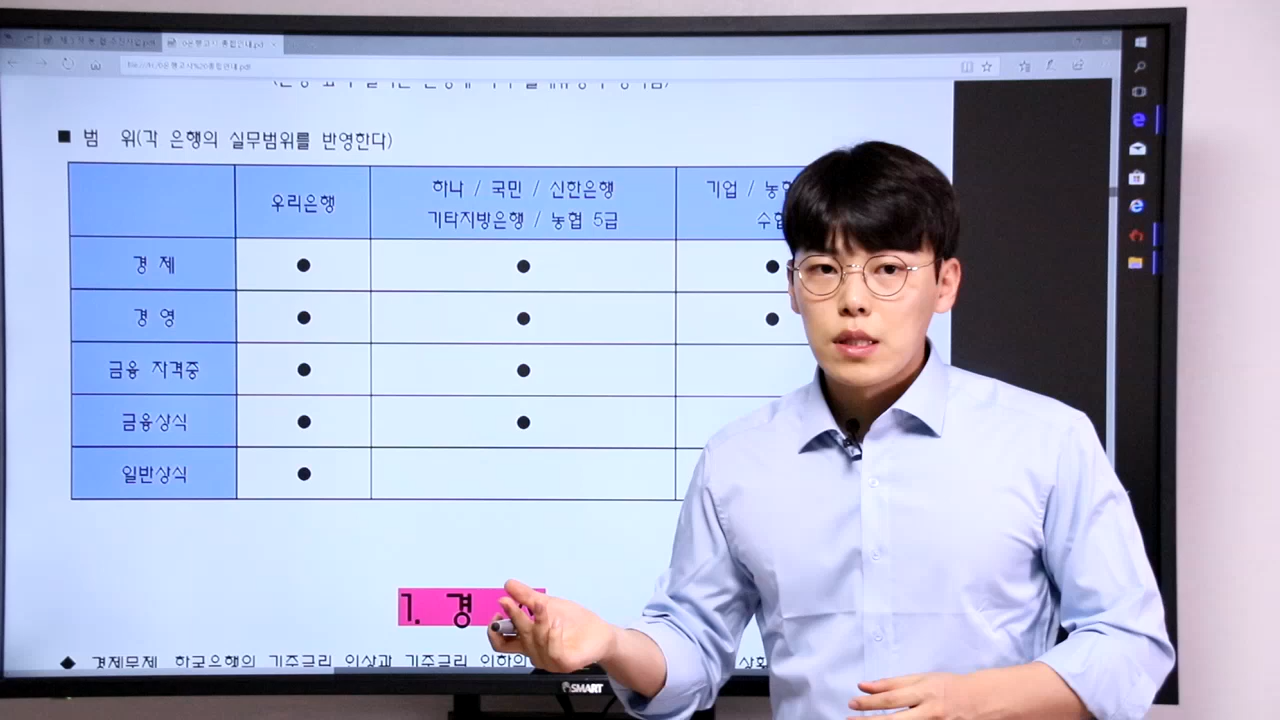 ■ 범 위(각 은행의 실무범위를 반영한다)
우리은행
하나 / 국민 / 신한은행
기타지방은행 / 농협 5급
기업 / 농협
수협
경 제
경 영
금융 자격증
금융상식
일반상식
1. 경
◆ 경제문제 한국은행의 기준금리 인상과 기준금리 인하의
SMART